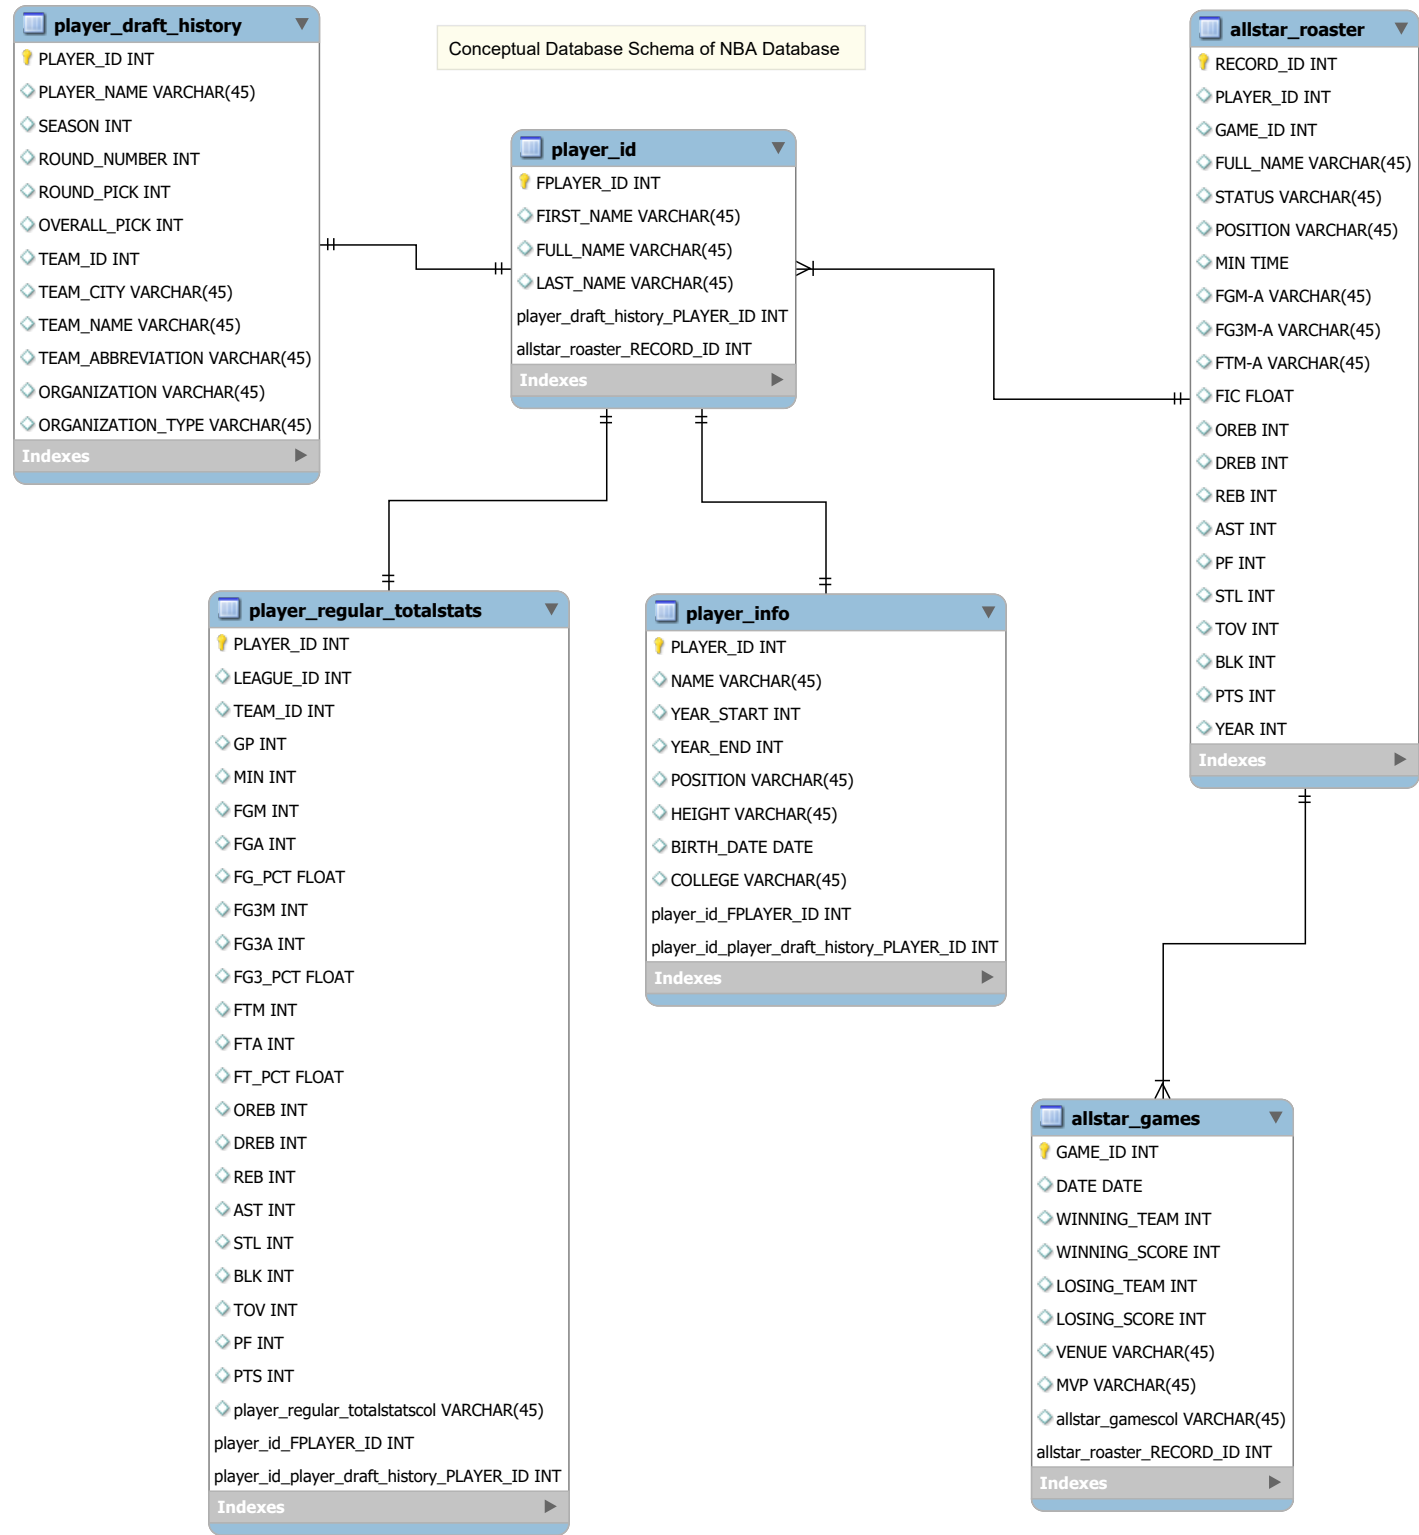 player_draft_history
PLAYER_ID INT
PLAYER_NAME VARCHAR(45)
SEASON INT
ROUND_NUMBER INT
ROUND_PICK INT
OVERALL_PICK INT
TEAM_ID INT
TEAM_CITY VARCHAR(45)
TEAM_NAME VARCHAR(45)
TEAM_ABBREVIATION VARCHAR(45)
ORGANIZATION VARCHAR(45)
ORGANIZATION_TYPE VARCHAR(45)
Indexes
Conceptual Database Schema of NBA Database
player_id
FPLAYER_ID INT
FIRST_NAME VARCHAR(45)
FULL_NAME VARCHAR(45)
LAST_NAME VARCHAR(45)
player_draft_history_PLAYER_ID INT
allstar_roaster_RECORD_ID INT
Indexes
allstar_roaster
RECORD_ID INT
PLAYER_ID INT
GAME_ID INT
FULL_NAME VARCHAR(45)
STATUS VARCHAR(45)
POSITION VARCHAR(45)
MIN TIME
FGM-A VARCHAR(45)
FG3M-A VARCHAR(45)
FTM-A VARCHAR(45)
FIC FLOAT
OREB INT
DREB INT
REB INT
AST INT
PF INT
STL INT
TOV INT
BLK INT
PTS INT
YEAR INT
Indexes
player_regular_totalstats
PLAYER_ID INT
LEAGUE_ID INT
TEAM_ID INT
GP INT
MIN INT
FGM INT
FGA INT
FG_PCT FLOAT
FG3M INT
FG3A INT
FG3_PCT FLOAT
FTM INT
FTA INT
FT_PCT FLOAT
OREB INT
DREB INT
REB INT
AST INT
STL INT
BLK INT
TOV INT
PF INT
PTS INT
player_regular_totalstatscol VARCHAR(45)
player_id_FPLAYER_ID INT
player_id_player_draft_history_PLAYER_ID INT
Indexes
player_info
PLAYER_ID INT
NAME VARCHAR(45)
YEAR_START INT
YEAR_END INT
POSITION VARCHAR(45)
HEIGHT VARCHAR(45)
BIRTH_DATE DATE
COLLEGE VARCHAR(45)
player_id_FPLAYER_ID INT
player_id_player_draft_history_PLAYER_ID INT
Indexes
allstar_games
GAME_ID INT
DATE DATE
WINNING_TEAM INT
WINNING_SCORE INT
LOSING_TEAM INT
LOSING_SCORE INT
VENUE VARCHAR(45)
MVP VARCHAR(45)
allstar_gamescol VARCHAR(45)
allstar_roaster_RECORD_ID INT
Indexes